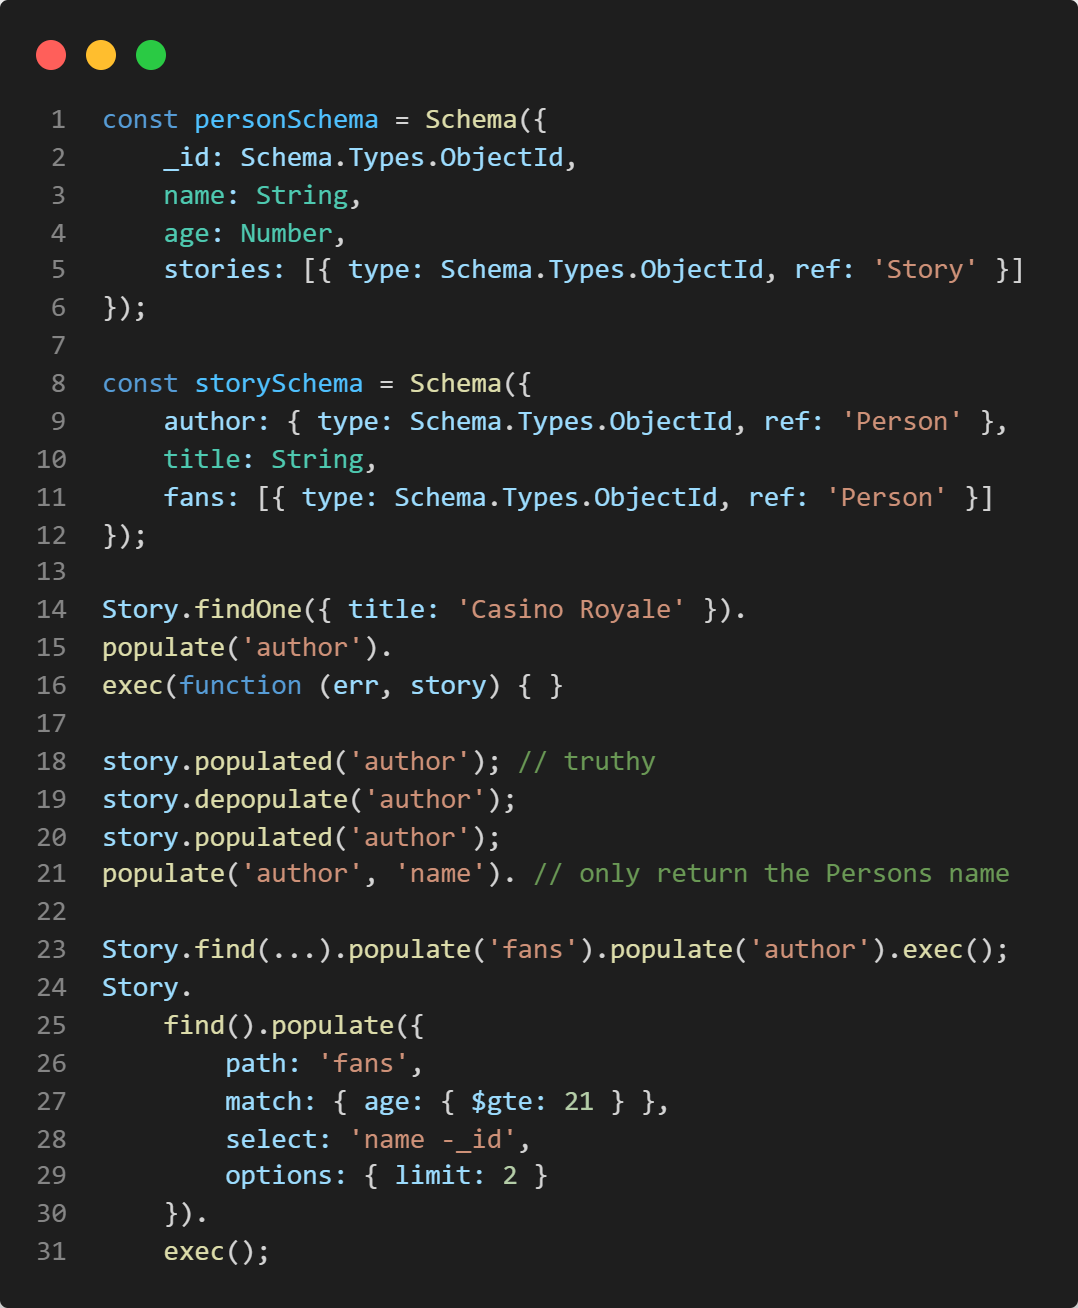 1 const personSchema = Schema({
2     _id: Schema.Types.ObjectId,
3     name: String,
4     age: Number,
5     stories: [{ type: Schema.Types.ObjectId, ref: 'Story' }]
6 });
7
8 const storySchema = Schema({
9     author: { type: Schema.Types.ObjectId, ref: 'Person' },
10     title: String,
11     fans: [{ type: Schema.Types.ObjectId, ref: 'Person' }]
12 });
13
14 Story.findOne({ title: 'Casino Royale' }).
15 populate('author').
16 exec(function (err, story) { }
17
18 story.populated('author'); // truthy
19 story.depopulate('author');
20 story.populated('author');
21 populate('author', 'name'). // only return the Persons name
22
23 Story.find(...).populate('fans').populate('author').exec();
24 Story.
25     find().populate({
26         path: 'fans',
27         match: { age: { $gte: 21 } },
28         select: 'name -_id',
29         options: { limit: 2 }
30     }).
31     exec();